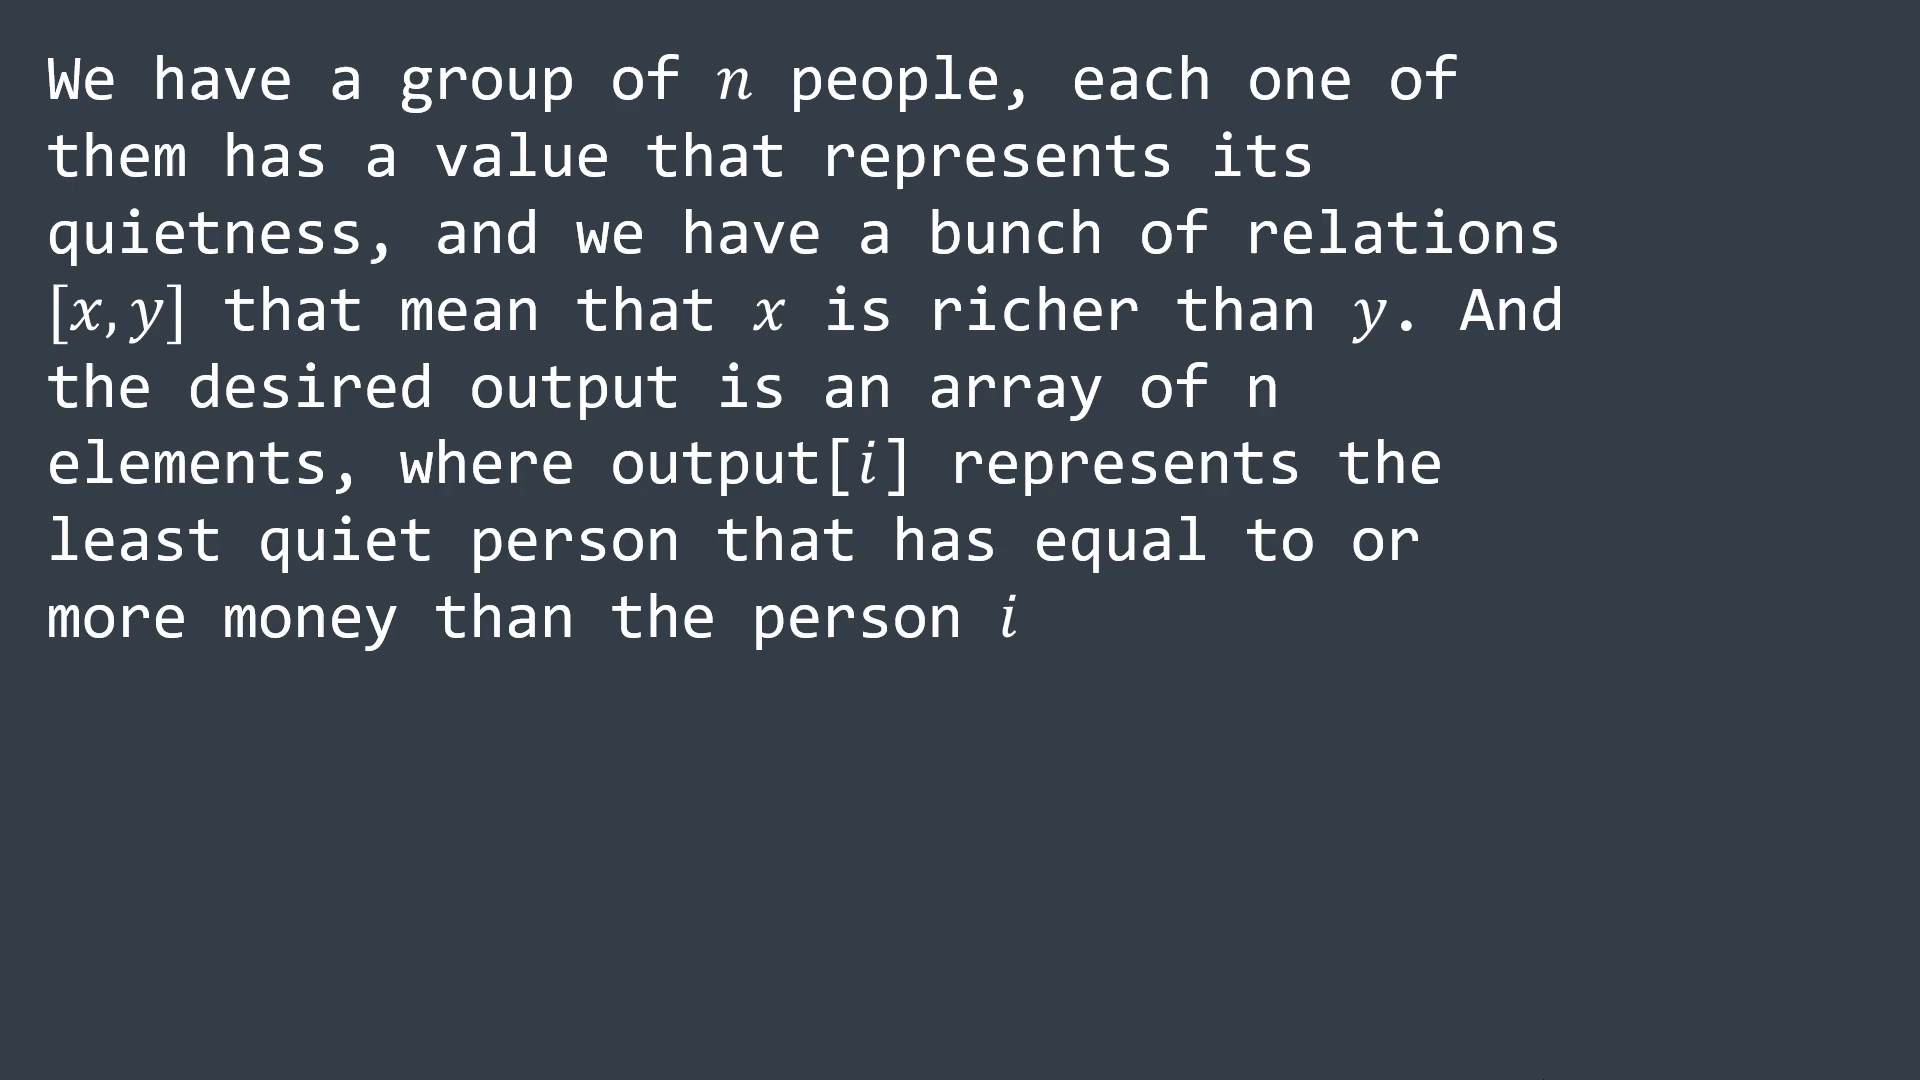 We have a group of n people, each one of
them has a value that represents its
quietness, and we have a bunch of relations
[x, y] that mean that x is richer than y. And
the desired output is an array of n
elements, where output[i] represents the
least quiet person that has equal to or
more money than the person i